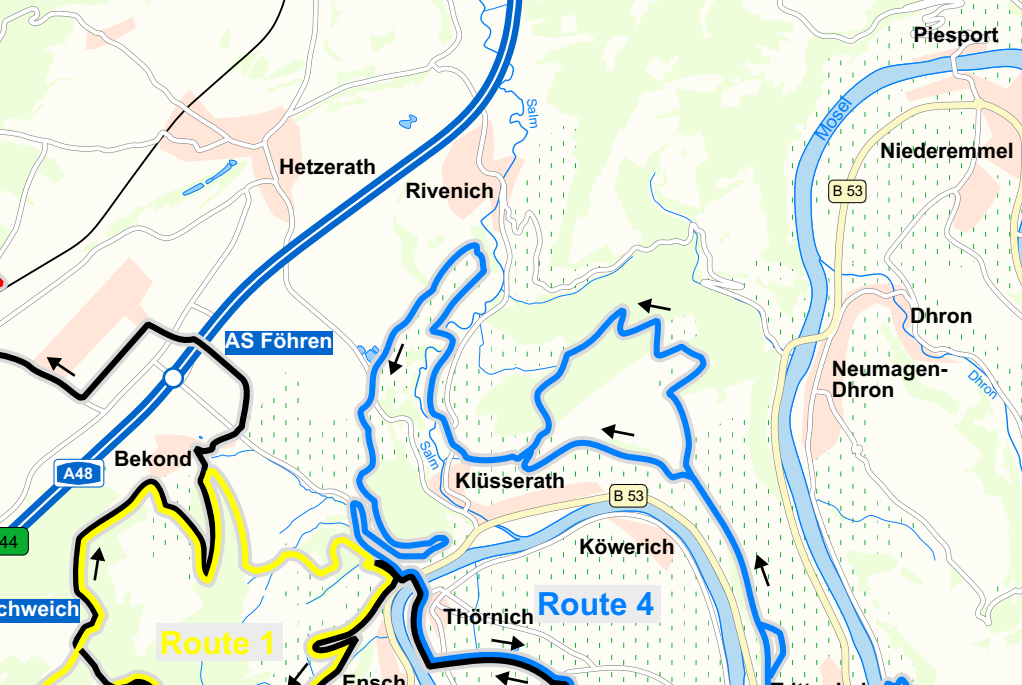 Piesport
Mosel
Salm
Niederemmel
Hetzerath
Rivenich
B 53
Dhron
AS Föhren
Neumagen-
Dhron
Dhron
Bekond
Salm
A48
Klüsserath
B 53
44
Köwerich
chweich
Thörnich
Route 4
Route 1
Ensch